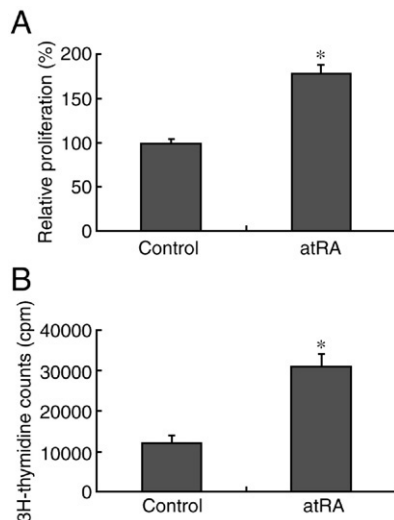 A
Relative proliferation (%)
200
150
100
50
0
*
Control
atRA
B
3H-thymidine counts (cpm)
40000
30000
20000
10000
0
*
Control
atRA